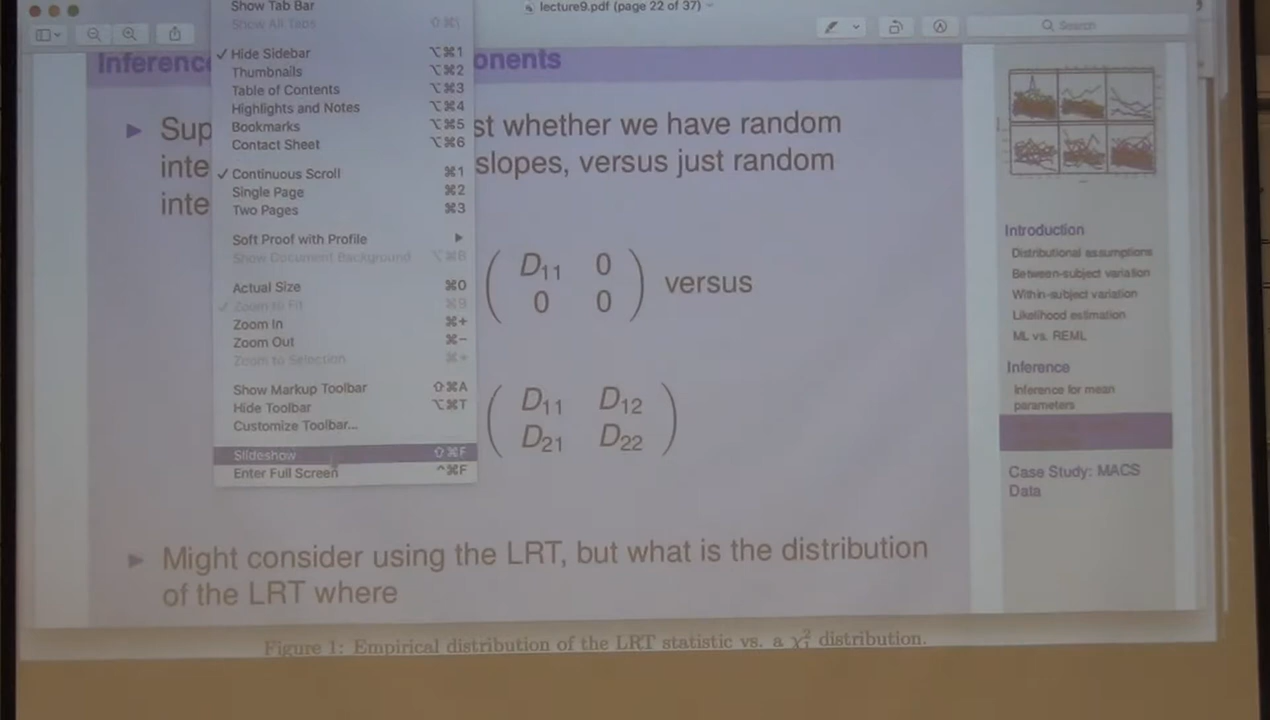 Show Tab Bar
lecture9.pdf (page 22 of 37)
Show All Tabs
Search
✓ Hide Sidebar ⌥⌘1
Thumbnails ⌥⌘2
Table of Contents ⌥⌘3
Highlights and Notes ⌥⌘4
Bookmarks ⌥⌘5
Contact Sheet ⌥⌘6
✓ Continuous Scroll ⌘1
Single Page ⌘2
Two Pages ⌘3
Soft Proof with Profile ▶
Show Document Background ⌥⌘B
Actual Size ⌘0
✓ Zoom to Fit ⌘9
Zoom In ⌘+
Zoom Out ⌘−
Zoom to Selection
Show Markup Toolbar ⇧⌘A
Hide Toolbar ⌥⌘T
Customize Toolbar...
Slideshow ⇧⌘F
Enter Full Screen ^⌘F
Inferenc onents
▶ Sup st whether we have random
inte slopes, versus just random
inte
( D11 0 ) versus
( 0 0 )
( D11 D12 )
( D21 D22 )
▶ Might consider using the LRT, but what is the distribution
of the LRT where
Introduction
Distributional assumptions
Between-subject variation
Within-subject variation
Likelihood estimation
ML vs. REML
Inference
Inference for mean
parameters
Case Study: MACS
Data
Figure 1: Empirical distribution of the LRT statistic vs. a χ²₁ distribution.